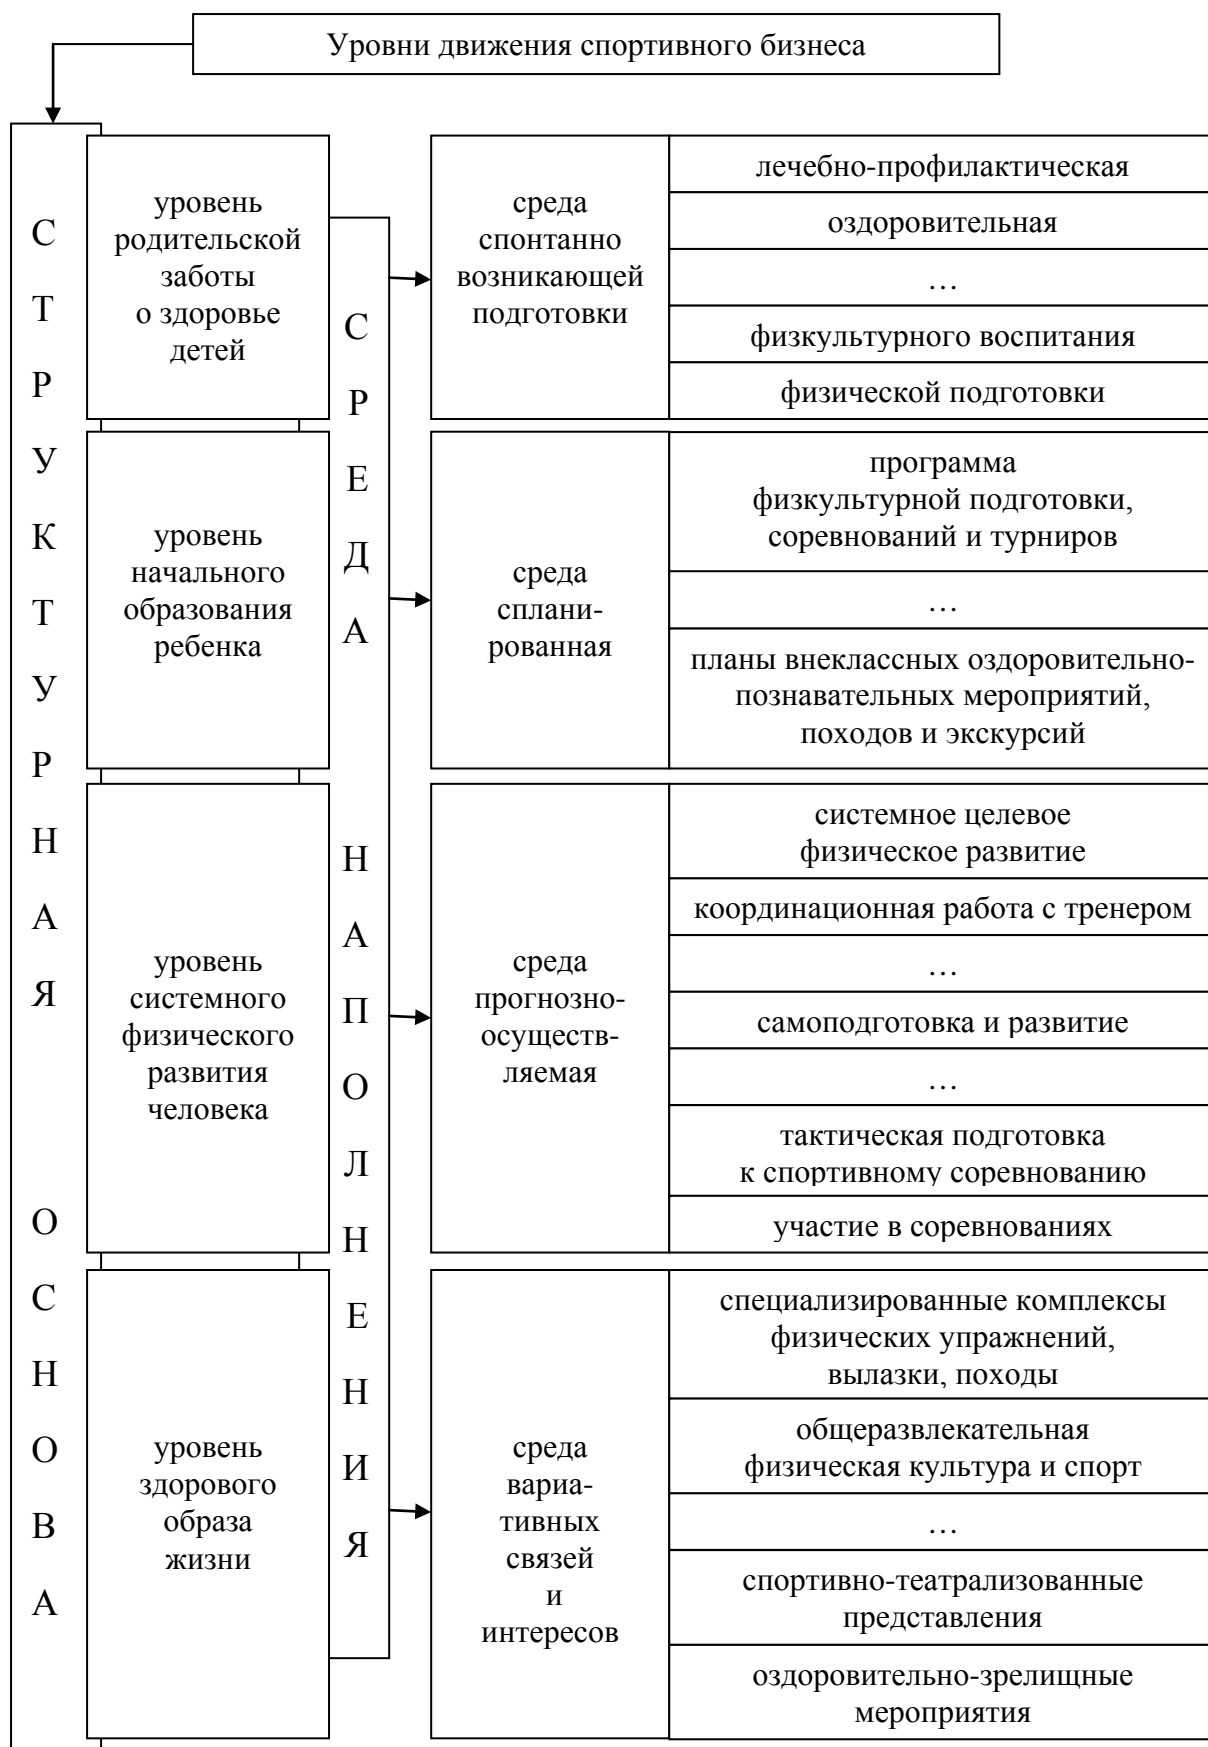 Уровни движения спортивного бизнеса
СТРУКТУРНАЯ ОСНОВА
уровень
родительской
заботы
о здоровье
детей
СРЕДА НАПОЛНЕНИЯ
среда
спонтанно
возникающей
подготовки
лечебно-профилактическая
оздоровительная
…
физкультурного воспитания
физической подготовки
уровень
начального
образования
ребенка
среда
сплани-
рованная
программа
физкультурной подготовки,
соревнований и турниров
…
планы внеклассных оздоровительно-
познавательных мероприятий,
походов и экскурсий
уровень
системного
физического
развития
человека
среда
прогнозно-
осуществ-
ляемая
системное целевое
физическое развитие
координационная работа с тренером
…
самоподготовка и развитие
…
тактическая подготовка
к спортивному соревнованию
участие в соревнованиях
уровень
здорового
образа
жизни
среда
вариа-
тивных
связей
и
интересов
специализированные комплексы
физических упражнений,
вылазки, походы
общеразвлекательная
физическая культура и спорт
…
спортивно-театрализованные
представления
оздоровительно-зрелищные
мероприятия